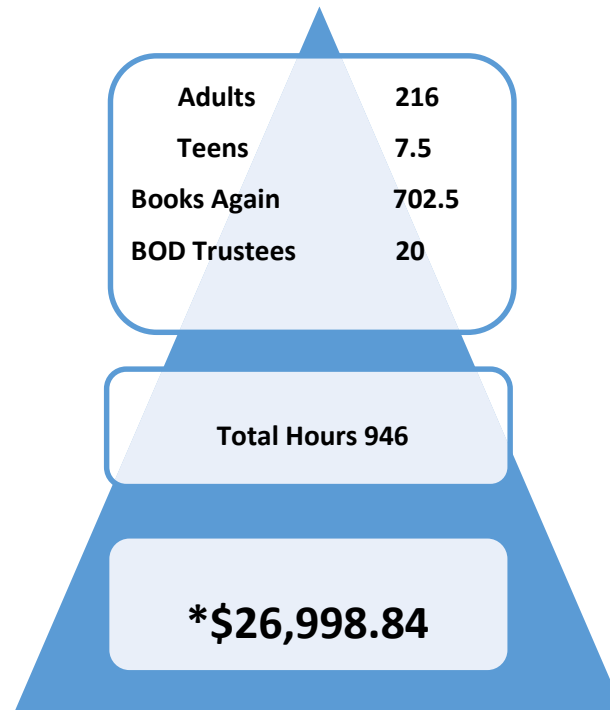 Adults 216
Teens 7.5
Books Again 702.5
BOD Trustees 20
Total Hours 946
*$26,998.84